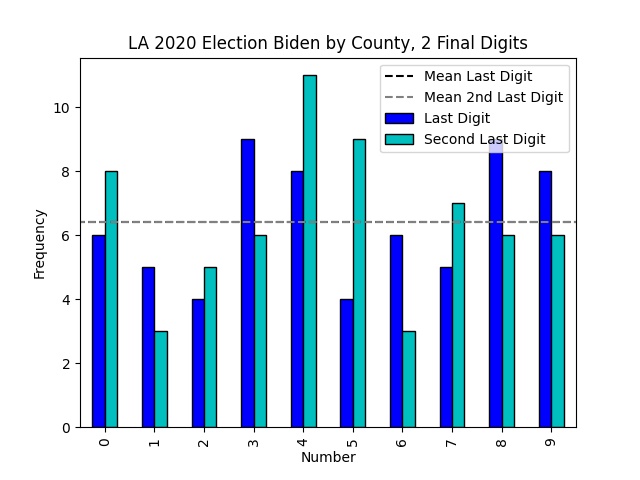 LA 2020 Election Biden by County, 2 Final Digits
Mean Last Digit
Mean 2nd Last Digit
Last Digit
Second Last Digit
Frequency
10
8
6
4
2
0
0 1 2 3 4 5 6 7 8 9
Number